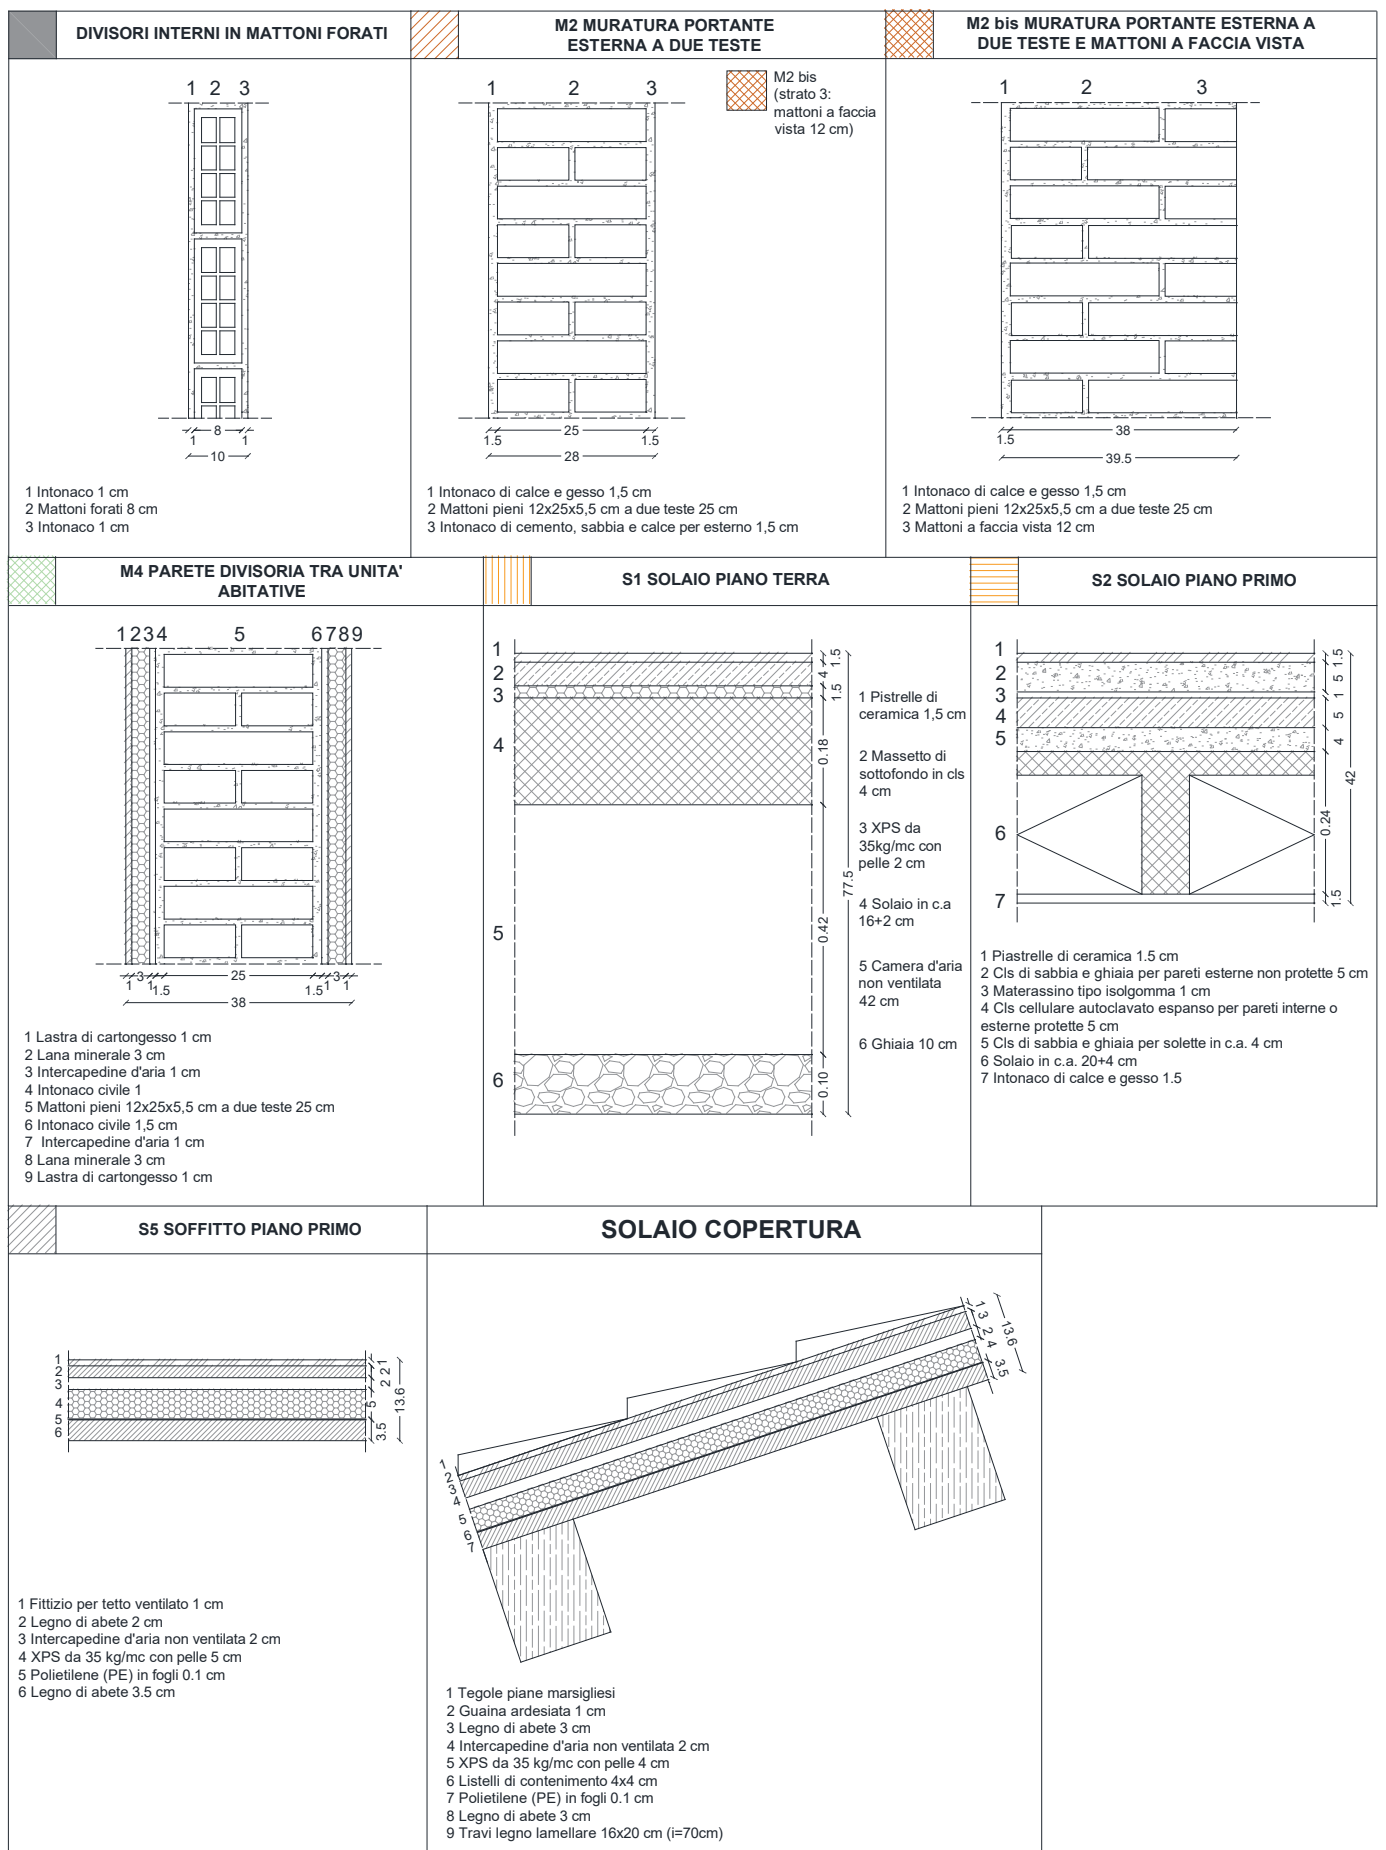 DIVISORI INTERNI IN MATTONI FORATI
1 2 3
8
1 1
10
1 Intonaco 1 cm
2 Mattoni forati 8 cm
3 Intonaco 1 cm
M2 MURATURA PORTANTE
ESTERNA A DUE TESTE
M2 bis
(strato 3:
mattoni a faccia
vista 12 cm)
1 2 3
25
1.5 1.5
28
1 Intonaco di calce e gesso 1,5 cm
2 Mattoni pieni 12x25x5,5 cm a due teste 25 cm
3 Intonaco di cemento, sabbia e calce per esterno 1,5 cm
M2 bis MURATURA PORTANTE ESTERNA A
DUE TESTE E MATTONI A FACCIA VISTA
1 2 3
38
1.5
39.5
1 Intonaco di calce e gesso 1,5 cm
2 Mattoni pieni 12x25x5,5 cm a due teste 25 cm
3 Mattoni a faccia vista 12 cm
M4 PARETE DIVISORIA TRA UNITA'
ABITATIVE
1234 5 6789
3 25 3
1 1 1.5 1.5 1 1
38
1 Lastra di cartongesso 1 cm
2 Lana minerale 3 cm
3 Intercapedine d'aria 1 cm
4 Intonaco civile 1
5 Mattoni pieni 12x25x5,5 cm a due teste 25 cm
6 Intonaco civile 1,5 cm
7 Intercapedine d'aria 1 cm
8 Lana minerale 3 cm
9 Lastra di cartongesso 1 cm
S1 SOLAIO PIANO TERRA
1
2
3
4
5
6
1.5
4
1.5
0.18
0.42
0.10
77.5
1 Pistrelle di
ceramica 1,5 cm
2 Massetto di
sottofondo in cls
4 cm
3 XPS da
35kg/mc con
pelle 2 cm
4 Solaio in c.a
16+2 cm
5 Camera d'aria
non ventilata
42 cm
6 Ghiaia 10 cm
S2 SOLAIO PIANO PRIMO
1
2
3
4
5
6
7
1.5
5
1
5
4
0.24
1.5
42
1 Piastrelle di ceramica 1.5 cm
2 Cls di sabbia e ghiaia per pareti esterne non protette 5 cm
3 Materassino tipo isolgomma 1 cm
4 Cls cellulare autoclavato espanso per pareti interne o
esterne protette 5 cm
5 Cls di sabbia e ghiaia per solette in c.a. 4 cm
6 Solaio in c.a. 20+4 cm
7 Intonaco di calce e gesso 1.5
S5 SOFFITTO PIANO PRIMO
1
2
3
4
5
6
1
2
2
5
3.5
13.6
1 Fittizio per tetto ventilato 1 cm
2 Legno di abete 2 cm
3 Intercapedine d'aria non ventilata 2 cm
4 XPS da 35 kg/mc con pelle 5 cm
5 Polietilene (PE) in fogli 0.1 cm
6 Legno di abete 3.5 cm
SOLAIO COPERTURA
1
3
2
4
3.5
13.6
1
2
3
4
5
6
7
1 Tegole piane marsigliesi
2 Guaina ardesiata 1 cm
3 Legno di abete 3 cm
4 Intercapedine d'aria non ventilata 2 cm
5 XPS da 35 kg/mc con pelle 4 cm
6 Listelli di contenimento 4x4 cm
7 Polietilene (PE) in fogli 0.1 cm
8 Legno di abete 3 cm
9 Travi legno lamellare 16x20 cm (i=70cm)